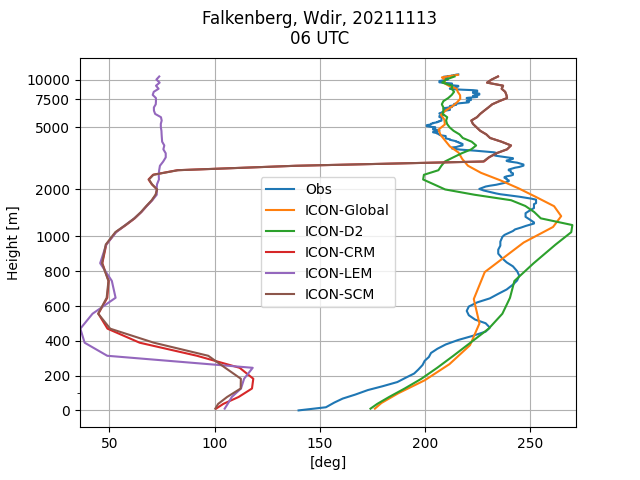 Falkenberg, Wdir, 20211113
06 UTC
Height [m]
10000
7500
5000
2000
1000
800
600
400
200
0
Obs
ICON-Global
ICON-D2
ICON-CRM
ICON-LEM
ICON-SCM
50
100
150
200
250
[deg]